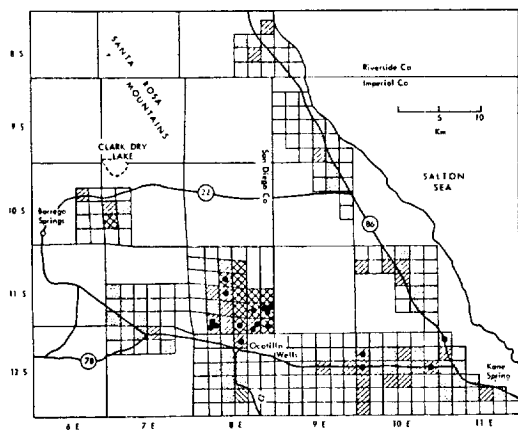 8 S
SANTA
ROSA
MOUNTAINS
Riverside Co
Imperial Co
0 5 10
Km
9 S
CLARK DRY
LAKE
San Diego Co
SALTON
SEA
22
10 S
Borrego
Springs
86
11 S
Ocotillo
Wells
78
Kane
Spring
12 S
6 E 7 E 8 E 9 E 10 E 11 E